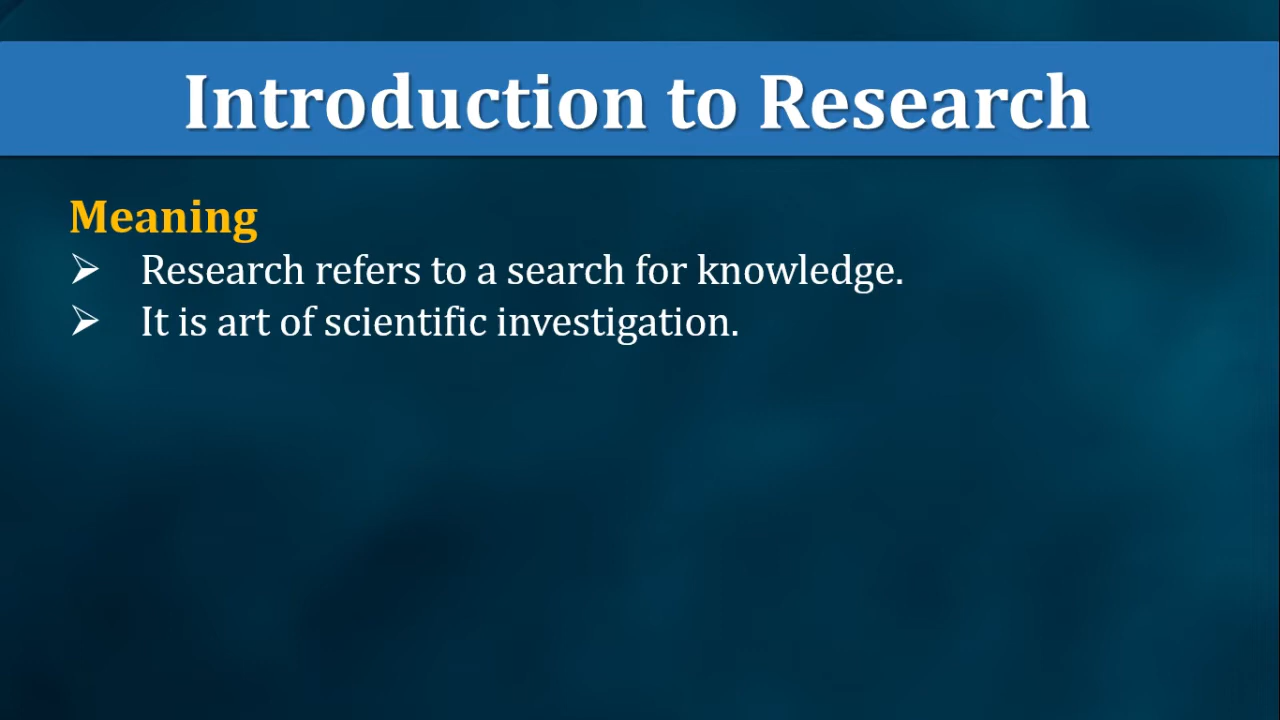 Introduction to Research
Meaning
➢ Research refers to a search for knowledge.
➢ It is art of scientific investigation.